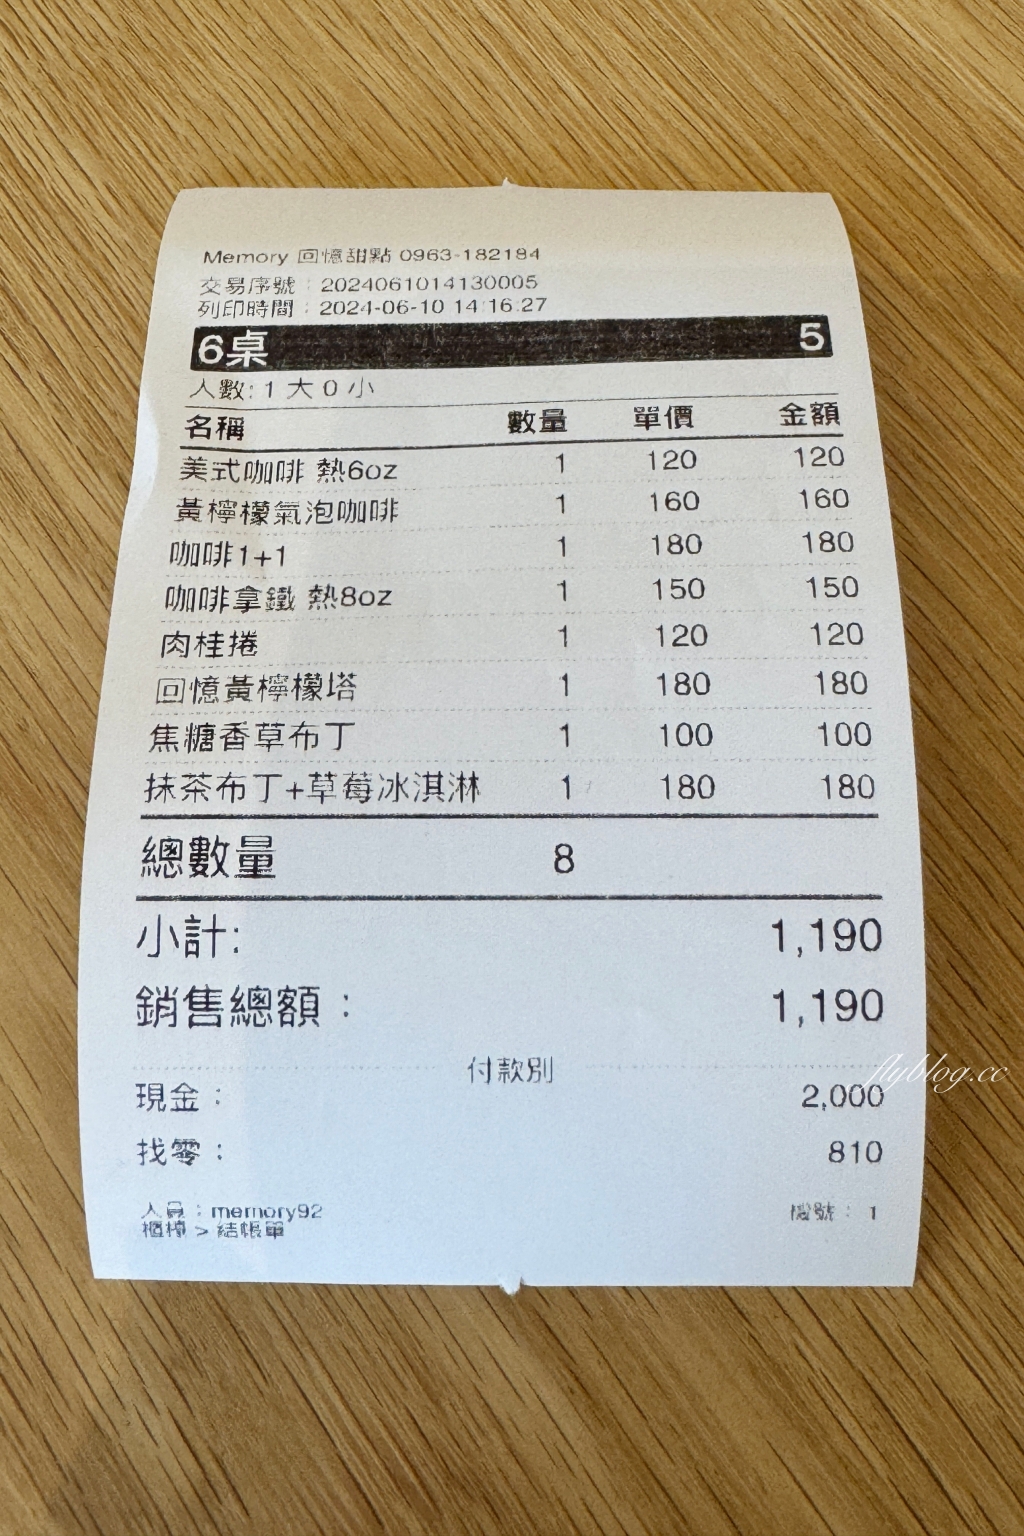 Memory 回憶甜點 0963-182184
交易序號：2024061014130005
列印時間：2024-06-10 14:16:27
6桌 5
人數: 1 大 0 小
名稱 數量 單價 金額
美式咖啡 熱6oz 1 120 120
黃檸檬氣泡咖啡 1 160 160
咖啡1+1 1 180 180
咖啡拿鐵 熱8oz 1 150 150
肉桂捲 1 120 120
回憶黃檸檬塔 1 180 180
焦糖香草布丁 1 100 100
抹茶布丁+草莓冰淇淋 1 180 180
總數量 8
小計: 1,190
銷售總額： 1,190
付款別
flyblog.cc
現金： 2,000
找零： 810
人員：memory92 機號： 1
櫃檯 > 結帳單